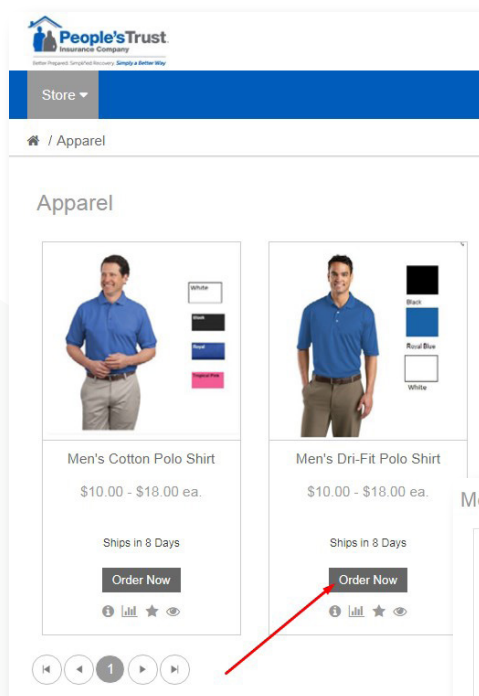 People'sTrust
Insurance Company
Better Prepared. Simplified Recovery. Simply a Better Way
Store
/ Apparel
Apparel
White
Black
Royal
Tropical Pink
Black
Royal Blue
White
Men's Cotton Polo Shirt
Men's Dri-Fit Polo Shirt
$10.00 - $18.00 ea.
$10.00 - $18.00 ea.
Ships in 8 Days
Ships in 8 Days
Order Now
Order Now
1